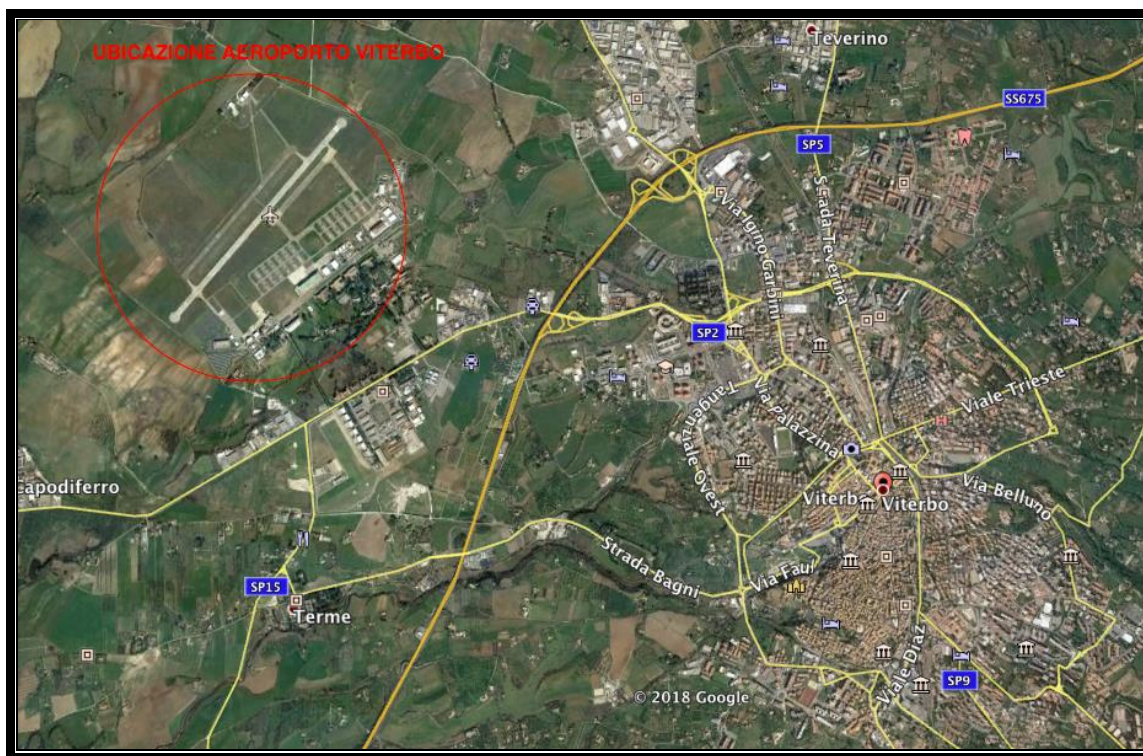 UBICAZIONE AEROPORTO VITERBO
Teverino
SS675
SP5
Strada Teverina
Via Igino Garbini
SP2
Tangenziale Ovest
Via Palazzina
Viale Trieste
Capodiferro
Viterbo
Viterbo
Via Belluno
Strada Bagni
Via Faul
SP15
Terme
Viale Diaz
SP9
© 2018 Google